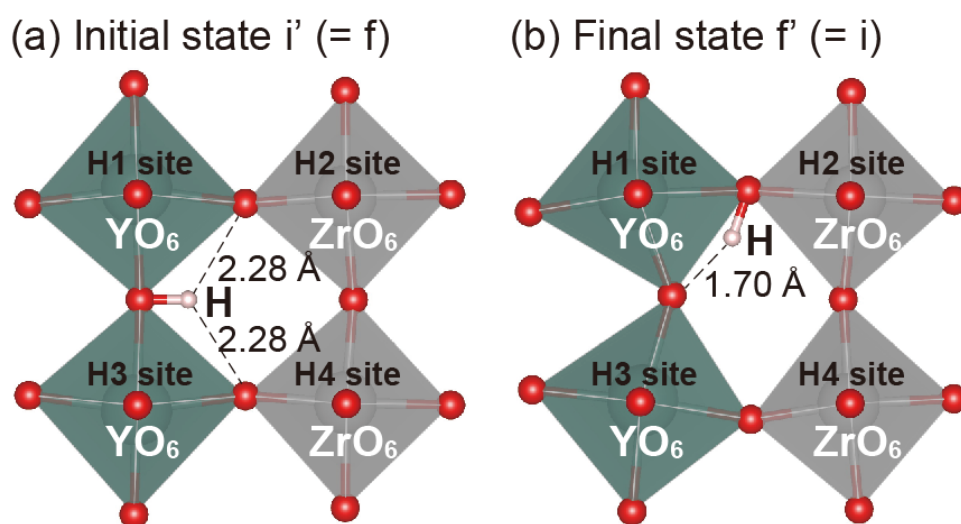 (a) Initial state i' (= f)
H1 site
YO₆
H2 site
ZrO₆
2.28 Å
H
2.28 Å
H3 site
YO₆
H4 site
ZrO₆
(b) Final state f' (= i)
H1 site
YO₆
H2 site
ZrO₆
H
1.70 Å
H3 site
YO₆
H4 site
ZrO₆